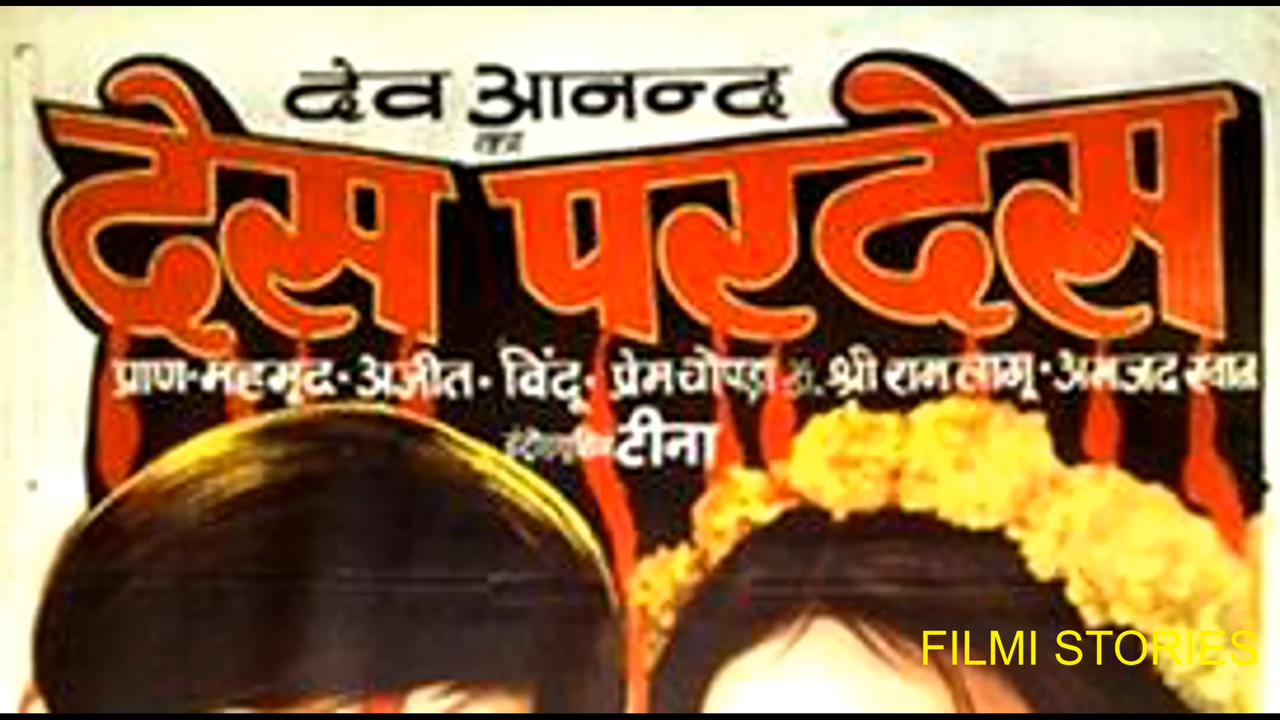 देव आनन्द
का
देस परदेस
प्राण·महमूद·अजीत·बिंदू·प्रेम चोपड़ा डॉ. श्री राम लागू·अमजद खान
टीना
FILMI STORIES